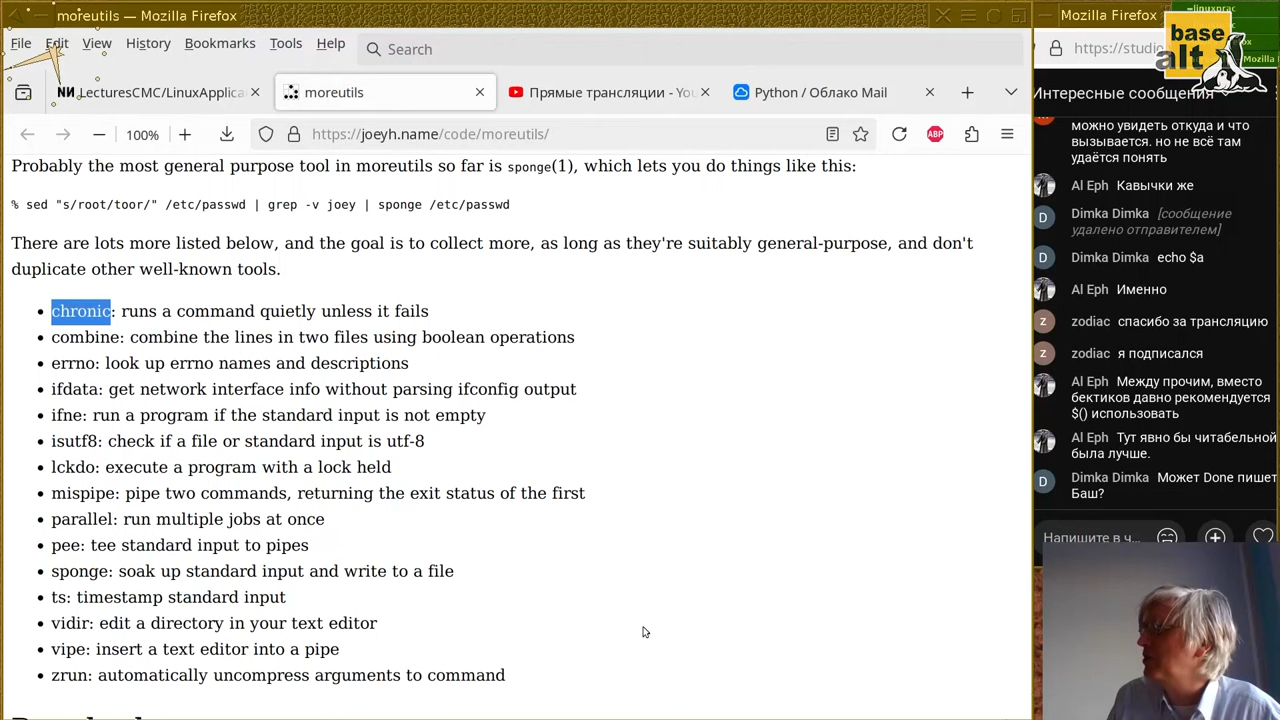 moreutils — Mozilla Firefox
File Edit View History Bookmarks Tools Help
Search
LecturesCMC/LinuxApplica
moreutils
Прямые трансляции - You
Python / Облако Mail
100%
https://joeyh.name/code/moreutils/
ABP
Probably the most general purpose tool in moreutils so far is sponge(1), which lets you do things like this:
% sed "s/root/toor/" /etc/passwd | grep -v joey | sponge /etc/passwd
There are lots more listed below, and the goal is to collect more, as long as they're suitably general-purpose, and don't
duplicate other well-known tools.
chronic: runs a command quietly unless it fails
combine: combine the lines in two files using boolean operations
errno: look up errno names and descriptions
ifdata: get network interface info without parsing ifconfig output
ifne: run a program if the standard input is not empty
isutf8: check if a file or standard input is utf-8
lckdo: execute a program with a lock held
mispipe: pipe two commands, returning the exit status of the first
parallel: run multiple jobs at once
pee: tee standard input to pipes
sponge: soak up standard input and write to a file
ts: timestamp standard input
vidir: edit a directory in your text editor
vipe: insert a text editor into a pipe
zrun: automatically uncompress arguments to command
Mozilla Firefox
https://studio
base
alt
Mozilla
Интересные сообщения
можно увидеть откуда и что
вызывается. но не всё там
удаётся понять
Al Eph Кавычки же
D Dimka Dimka [сообщение
удалено отправителем]
D Dimka Dimka echo $a
Al Eph Именно
z zodiac спасибо за трансляцию
z zodiac я подписался
Al Eph Между прочим, вместо
бектиков давно рекомендуется
$() использовать
Al Eph Тут явно бы читабельной
была лучше.
D Dimka Dimka Может Done пишет
Баш?
Напишите в ч...